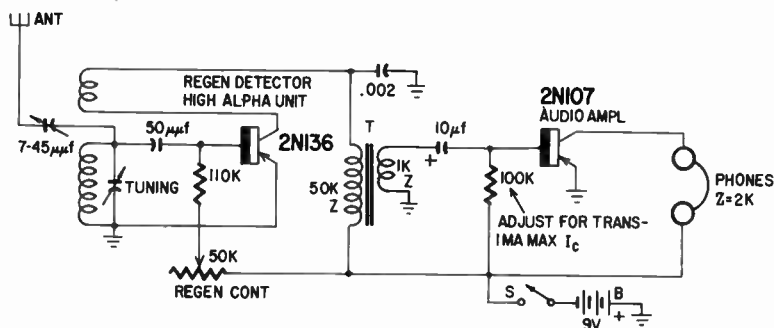 ANT
REGEN DETECTOR
HIGH ALPHA UNIT
.002
2N107
AUDIO AMPL
50μμf
2N136
T
10μf
7-45μμf
+
1K
Z
110K
50K
Z
100K
TUNING
PHONES
Z=2K
ADJUST FOR TRANS-
1MA MAX Ic
50K
REGEN CONT
S
B
+
9V